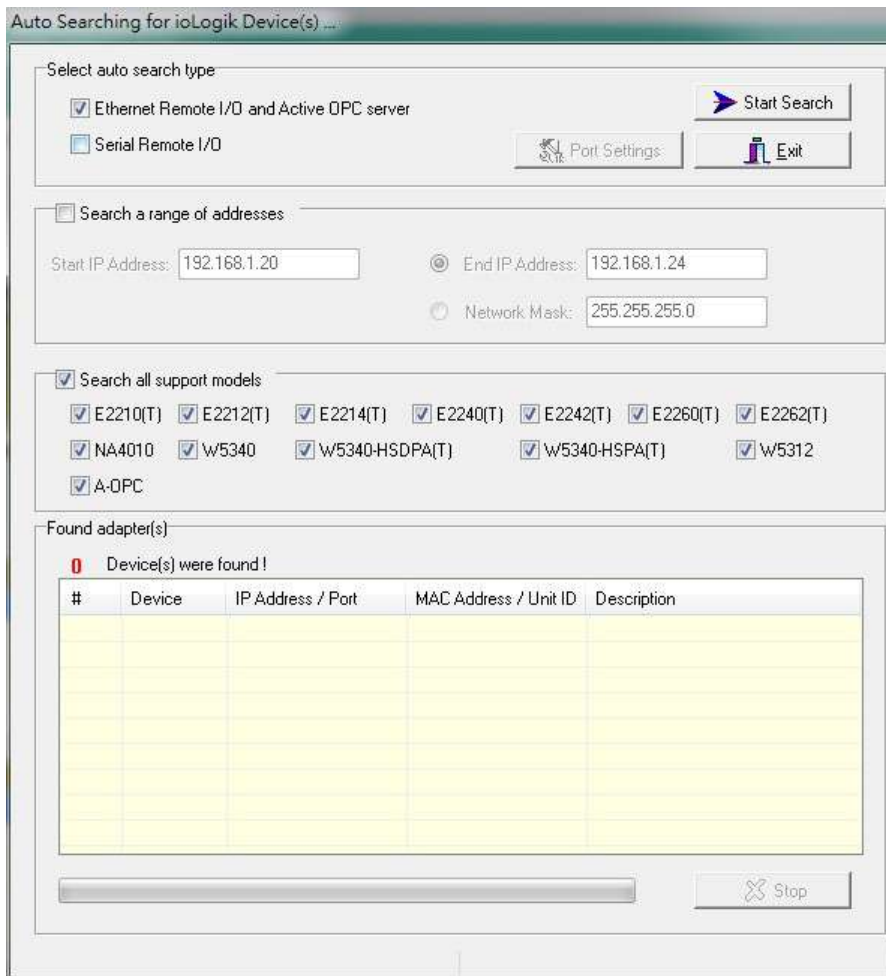 Auto Searching for ioLogik Device(s) ...
Select auto search type
Ethernet Remote I/O and Active OPC server
Start Search
Serial Remote I/O
Port Settings
Exit
Search a range of addresses
Start IP Address: 192.168.1.20
End IP Address: 192.168.1.24
Network Mask: 255.255.255.0
Search all support models
E2210(T) E2212(T) E2214(T) E2240(T) E2242(T) E2260(T) E2262(T)
NA4010 W5340 W5340-HSDPA(T) W5340-HSPA(T) W5312
A-OPC
Found adapter(s)
0 Device(s) were found !
# Device IP Address / Port MAC Address / Unit ID Description
Stop